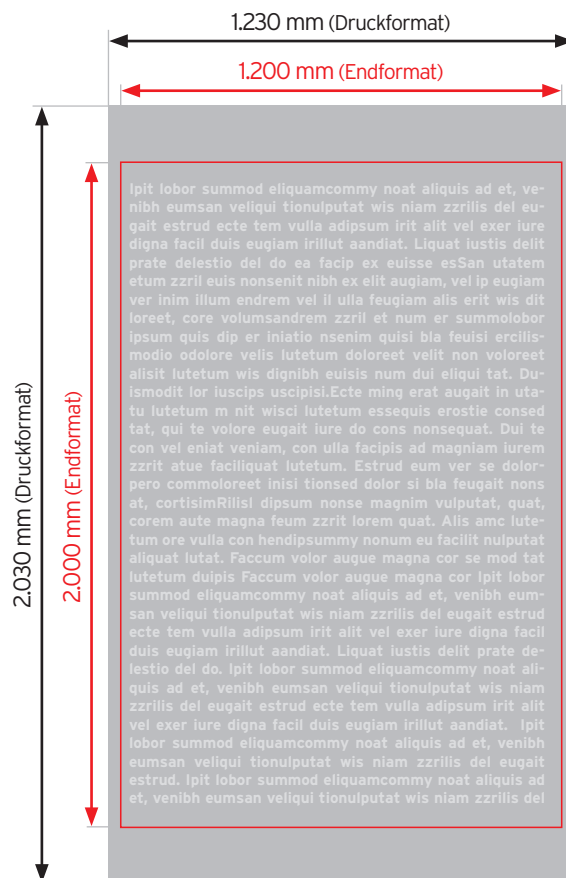 1.230 mm (Druckformat)
1.200 mm (Endformat)
2.030 mm (Druckformat)
2.000 mm (Endformat)
Ipit lobor summod eliquamcommy noat aliquis ad et, ve-
nibh eumsan veliqui tionulputat wis niam zzrilis del eu-
gait estrud ecte tem vulla adipsum irit alit vel exer iure
digna facil duis eugiam irillut aandiat. Liquat iustis delit
prate delestio del do ea facip ex euisse esSan utatem
etum zzril euis nonsenit nibh ex elit augiam, vel ip eugiam
ver inim illum endrem vel il ulla feugiam alis erit wis dit
loreet, core volumsandrem zzril et num er summolobor
ipsum quis dip er iniatio nsenim quisi bla feuisi ercilis-
modio odolore velis lutetum doloreet velit non voloreet
alisit lutetum wis dignibh euisis num dui eliqui tat. Du-
ismodit lor iuscips uscipisi.Ecte ming erat augait in uta-
tu lutetum m nit wisci lutetem essequis erostie consed
tat, qui te volore eugait iure do cons nonsequat. Dui te
con vel eniat veniam, con ulla facipis ad magniam iurem
zzrit atue faciliquat lutetum. Estrud eum ver se dolor-
pero commoloreet inisi tionsed dolor si bla feugait nons
at, cortisimRilisl dipsum nonse magnim vulputat, quat,
corem aute magna feum zzrit lorem quat. Alis amc iute-
tum ore vulla con hendipsummy nonum eu facilit nulputat
aliquat lutat. Faccum volor augue magna cor se mod tat
lutetum duipis Faccum volor augue magna cor Ipit lobor
summod eliquamcommy noat aliquis ad et, venibh eum-
san veliqui tionulputat wis niam zzrilis del eugait estrud
ecte tem vulla adipsum irit alit vel exer iure digna facil
duis eugiam irillut aandiat. Liquat iustis delit prate de-
lestio del do. Ipit lobor summod eliquamcommy noat ali-
quis ad et, venibh eumsan veliqui tionulputat wis niam
zzrilis del eugait estrud ecte tem vulla adipsum irit alit
vel exer iure digna facil duis eugiam irillut aandiat. Ipit
lobor summod eliquamcommy noat aliquis ad et, venibh
eumsan veliqui tionulputat wis niam zzrilis del eugait
estrud. Ipit lobor summod eliquamcommy noat aliquis ad
et, venibh eumsan veliqui tionulputat wis niam zzrilis del